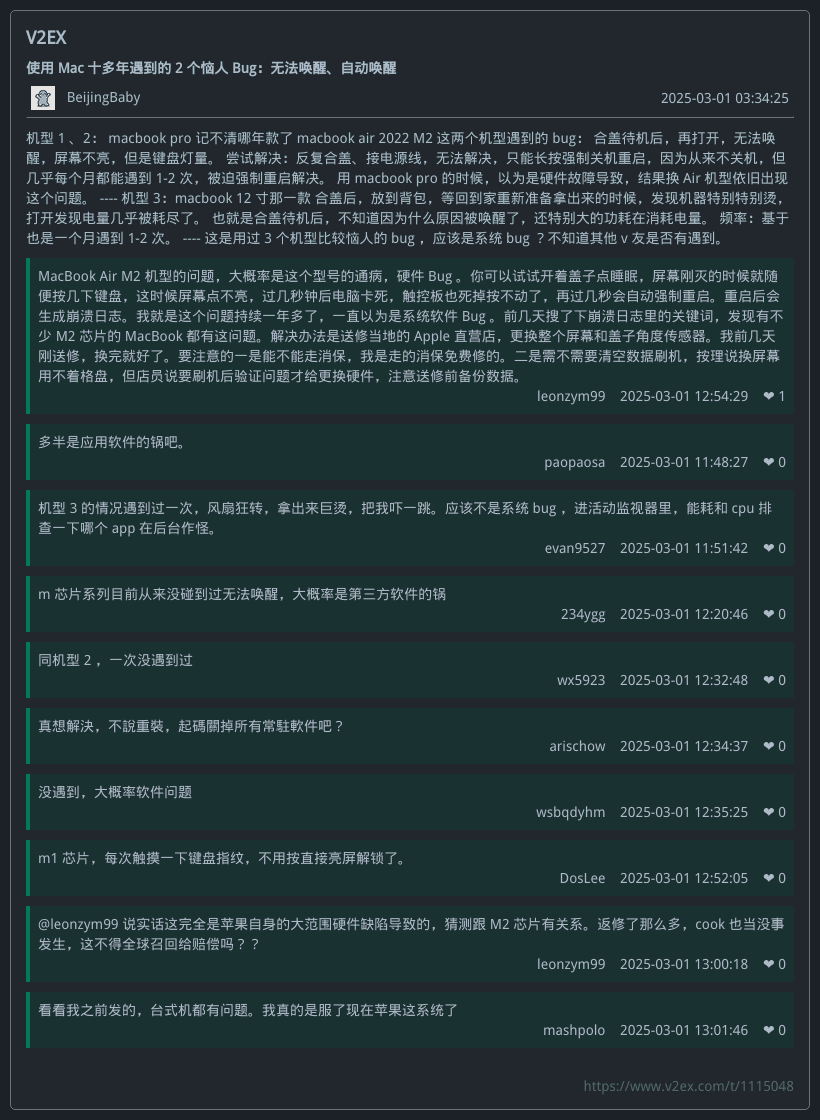 V2EX
使用 Mac 十多年遇到的 2 个恼人 Bug：无法唤醒、自动唤醒
BeijingBaby
2025-03-01 03:34:25
机型 1 、2： macbook pro 记不清哪年款了 macbook air 2022 M2 这两个机型遇到的 bug： 合盖待机后，再打开，无法唤
醒，屏幕不亮，但是键盘灯量。 尝试解决：反复合盖、接电源线，无法解决，只能长按强制关机重启，因为从来不关机，但
几乎每个月都能遇到 1-2 次，被迫强制重启解决。 用 macbook pro 的时候，以为是硬件故障导致，结果换 Air 机型依旧出现
这个问题。 ---- 机型 3：macbook 12 寸那一款 合盖后，放到背包，等回到家重新准备拿出来的时候，发现机器特别特别烫，
打开发现电量几乎被耗尽了。 也就是合盖待机后，不知道因为什么原因被唤醒了，还特别大的功耗在消耗电量。 频率：基于
也是一个月遇到 1-2 次。 ---- 这是用过 3 个机型比较恼人的 bug ，应该是系统 bug ？不知道其他 v 友是否有遇到。
MacBook Air M2 机型的问题，大概率是这个型号的通病，硬件 Bug 。你可以试试开着盖子点睡眠，屏幕刚灭的时候就随
便按几下键盘，这时候屏幕点不亮，过几秒钟后电脑卡死，触控板也死掉按不动了，再过几秒会自动强制重启。重启后会
生成崩溃日志。我就是这个问题持续一年多了，一直以为是系统软件 Bug 。前几天搜了下崩溃日志里的关键词，发现有不
少 M2 芯片的 MacBook 都有这问题。解决办法是送修当地的 Apple 直营店，更换整个屏幕和盖子角度传感器。我前几天
刚送修，换完就好了。要注意的一是能不能走消保，我是走的消保免费修的。二是需不需要清空数据刷机，按理说换屏幕
用不着格盘，但店员说要刷机后验证问题才给更换硬件，注意送修前备份数据。
leonzym99 2025-03-01 12:54:29 ❤ 1
多半是应用软件的锅吧。
paopaosa 2025-03-01 11:48:27 ❤ 0
机型 3 的情况遇到过一次，风扇狂转，拿出来巨烫，把我吓一跳。应该不是系统 bug ，进活动监视器里，能耗和 cpu 排
查一下哪个 app 在后台作怪。
evan9527 2025-03-01 11:51:42 ❤ 0
m 芯片系列目前从来没碰到过无法唤醒，大概率是第三方软件的锅
234ygg 2025-03-01 12:20:46 ❤ 0
同机型 2 ，一次没遇到过
wx5923 2025-03-01 12:32:48 ❤ 0
真想解決，不說重裝，起碼關掉所有常駐軟件吧？
arischow 2025-03-01 12:34:37 ❤ 0
没遇到，大概率软件问题
wsbqdyhm 2025-03-01 12:35:25 ❤ 0
m1 芯片，每次触摸一下键盘指纹，不用按直接亮屏解锁了。
DosLee 2025-03-01 12:52:05 ❤ 0
@leonzym99 说实话这完全是苹果自身的大范围硬件缺陷导致的，猜测跟 M2 芯片有关系。返修了那么多，cook 也当没事
发生，这不得全球召回给赔偿吗？？
leonzym99 2025-03-01 13:00:18 ❤ 0
看看我之前发的，台式机都有问题。我真的是服了现在苹果这系统了
mashpolo 2025-03-01 13:01:46 ❤ 0
https://www.v2ex.com/t/1115048